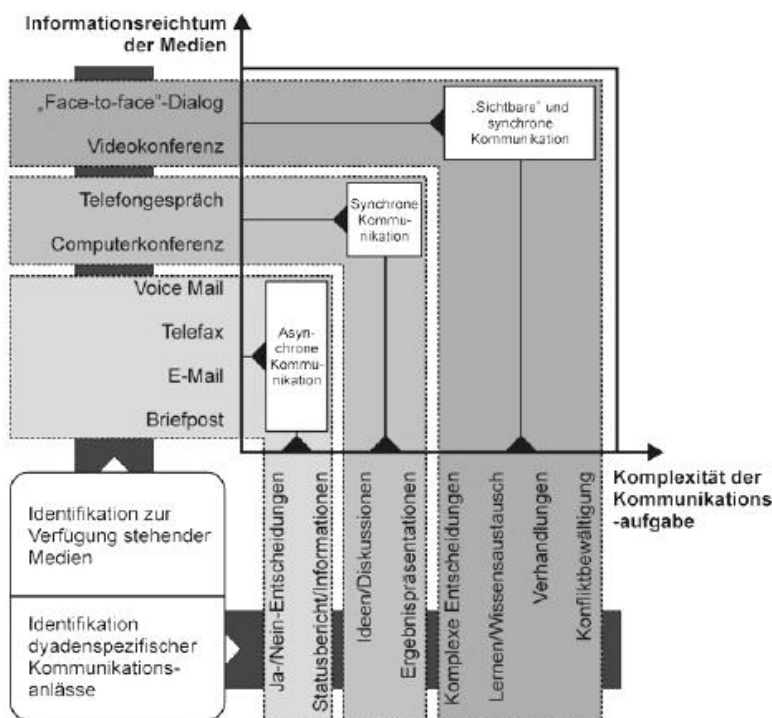 Informationsreichtum
der Medien
„Face-to-face"-Dialog
Videokonferenz
„Sichtbare" und
synchrone
Kommunikation
Telefongespräch
Computerkonferenz
Synchrone
Kommu-
nikation
Voice Mail
Telefax
E-Mail
Briefpost
Asyn-
chrone
Kommu-
nikation
Komplexität der
Kommunikations
-aufgabe
Identifikation zur
Verfügung stehender
Medien
Identifikation
dyadenspezifischer
Kommunikations-
anlässe
Ja-/Nein-Entscheidungen
Statusbericht/Informationen
Ideen/Diskussionen
Ergebnispräsentationen
Komplexe Entscheidungen
Lernen/Wissensaustausch
Verhandlungen
Konfliktbewältigung